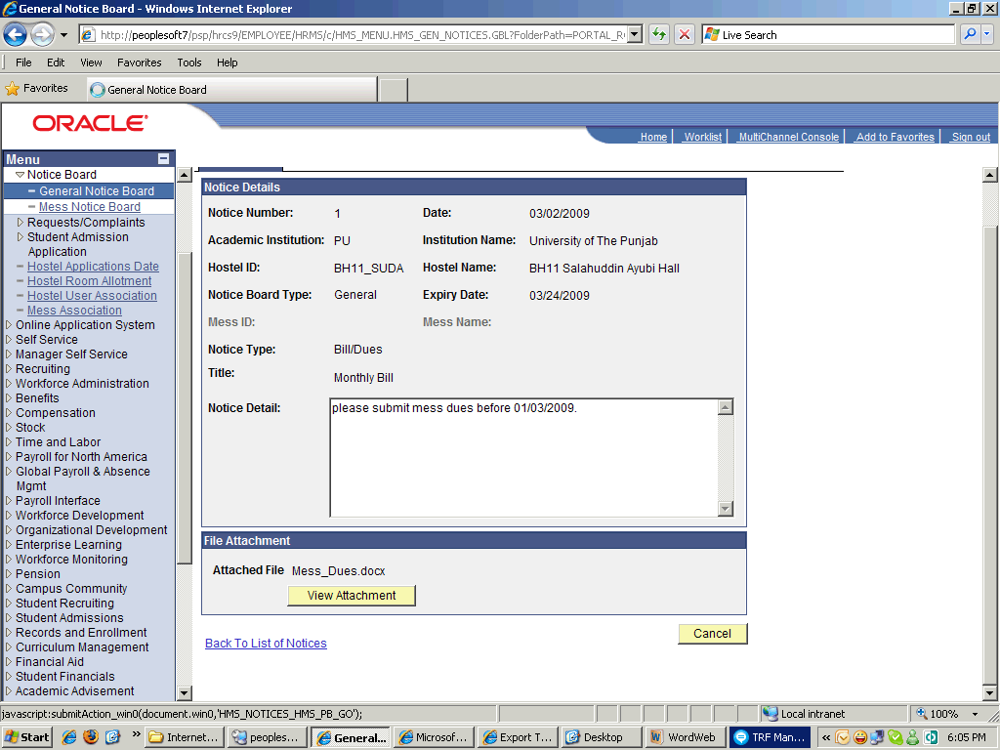 General Notice Board - Windows Internet Explorer
http://peoplesoft7/psp/hrcs9/EMPLOYEE/HRMS/c/HMS_MENU.HMS_GEN_NOTICES.GBL?FolderPath=PORTAL_R
Live Search
File Edit View Favorites Tools Help
Favorites General Notice Board
ORACLE
Home Worklist MultiChannel Console Add to Favorites Sign out
Menu
Notice Board
General Notice Board
Mess Notice Board
Requests/Complaints
Student Admission
Application
Hostel Applications Date
Hostel Room Allotment
Hostel User Association
Mess Association
Online Application System
Self Service
Manager Self Service
Recruiting
Workforce Administration
Benefits
Compensation
Stock
Time and Labor
Payroll for North America
Global Payroll & Absence
Mgmt
Payroll Interface
Workforce Development
Organizational Development
Enterprise Learning
Workforce Monitoring
Pension
Campus Community
Student Recruiting
Student Admissions
Records and Enrollment
Curriculum Management
Financial Aid
Student Financials
Academic Advisement
Notice Details
Notice Number: 1 Date: 03/02/2009
Academic Institution: PU Institution Name: University of The Punjab
Hostel ID: BH11_SUDA Hostel Name: BH11 Salahuddin Ayubi Hall
Notice Board Type: General Expiry Date: 03/24/2009
Mess ID: Mess Name:
Notice Type: Bill/Dues
Title: Monthly Bill
Notice Detail: please submit mess dues before 01/03/2009.
File Attachment
Attached File Mess_Dues.docx
View Attachment
Cancel
Back To List of Notices
javascript:submitAction_win0(document.win0,'HMS_NOTICES_HMS_PB_GO'); Local intranet 100%
Start » Internet... peoples... General... Microsof... Export T... Desktop WordWeb TRF Man... « 6:05 PM